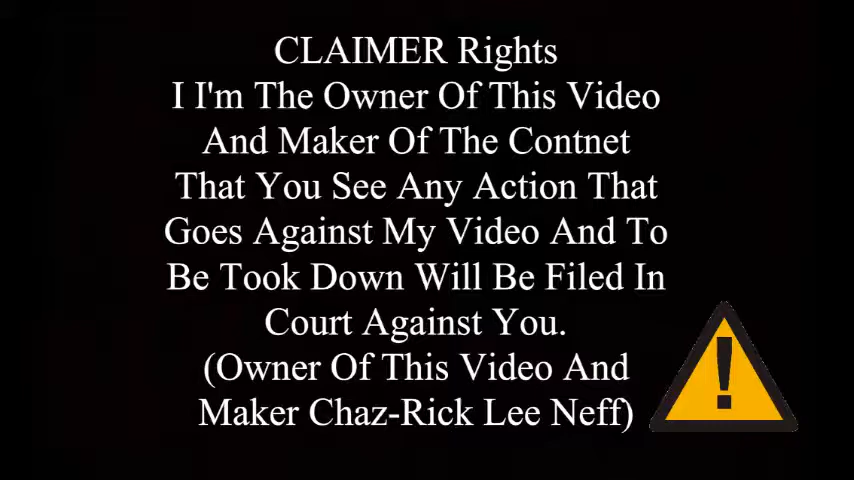 CLAIMER Rights
I I'm The Owner Of This Video
And Maker Of The Contnet
That You See Any Action That
Goes Against My Video And To
Be Took Down Will Be Filed In
Court Against You.
(Owner Of This Video And
Maker Chaz-Rick Lee Neff)
!